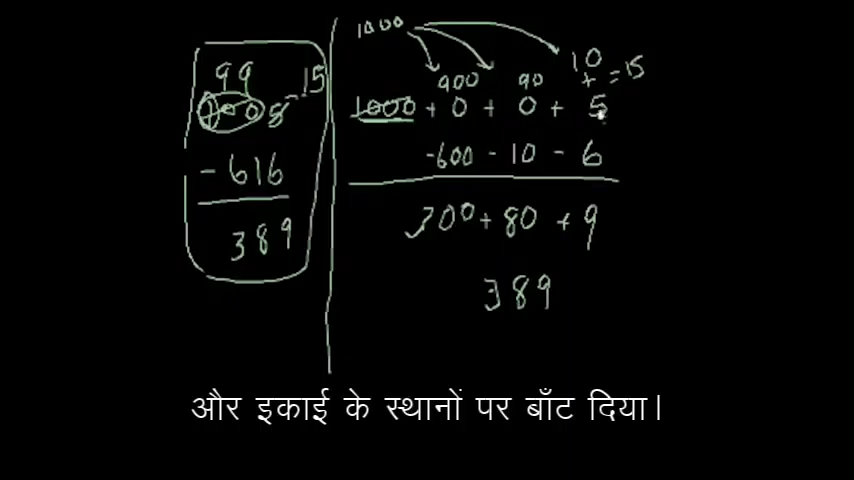 1000
99
15
1005
- 616
389
10
900 90 + = 15
1000 + 0 + 0 + 5
-600 - 10 - 6
300 + 80 + 9
389
और इकाई के स्थानों पर बाँट दिया।